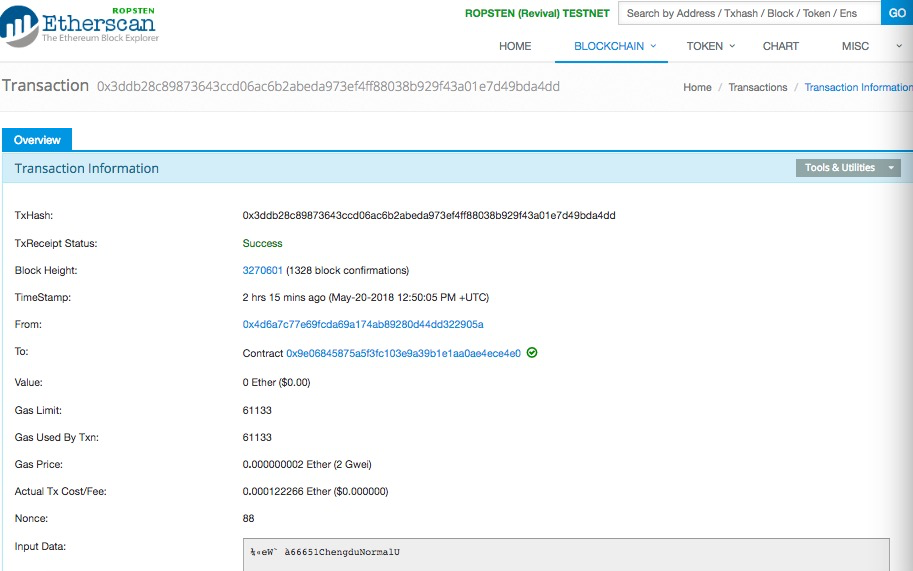 ROPSTEN
Etherscan
The Ethereum Block Explorer
ROPSTEN (Revival) TESTNET
Search by Address / Txhash / Block / Token / Ens
GO
HOME BLOCKCHAIN TOKEN CHART MISC
Transaction 0x3ddb28c89873643ccd06ac6b2abeda973ef4ff88038b929f43a01e7d49bda4dd
Home / Transactions / Transaction Information
Overview
Transaction Information
Tools & Utilities
TxHash: 0x3ddb28c89873643ccd06ac6b2abeda973ef4ff88038b929f43a01e7d49bda4dd
TxReceipt Status: Success
Block Height: 3270601 (1328 block confirmations)
TimeStamp: 2 hrs 15 mins ago (May-20-2018 12:50:05 PM +UTC)
From: 0x4d6a7c77e69fcda69a174ab89280d44dd322905a
To: Contract 0x9e06845875a5f3fc103e9a39b1e1aa0ae4ece4e0
Value: 0 Ether ($0.00)
Gas Limit: 61133
Gas Used By Txn: 61133
Gas Price: 0.000000002 Ether (2 Gwei)
Actual Tx Cost/Fee: 0.000122266 Ether ($0.000000)
Nonce: 88
Input Data: à66651ChengduNormalU